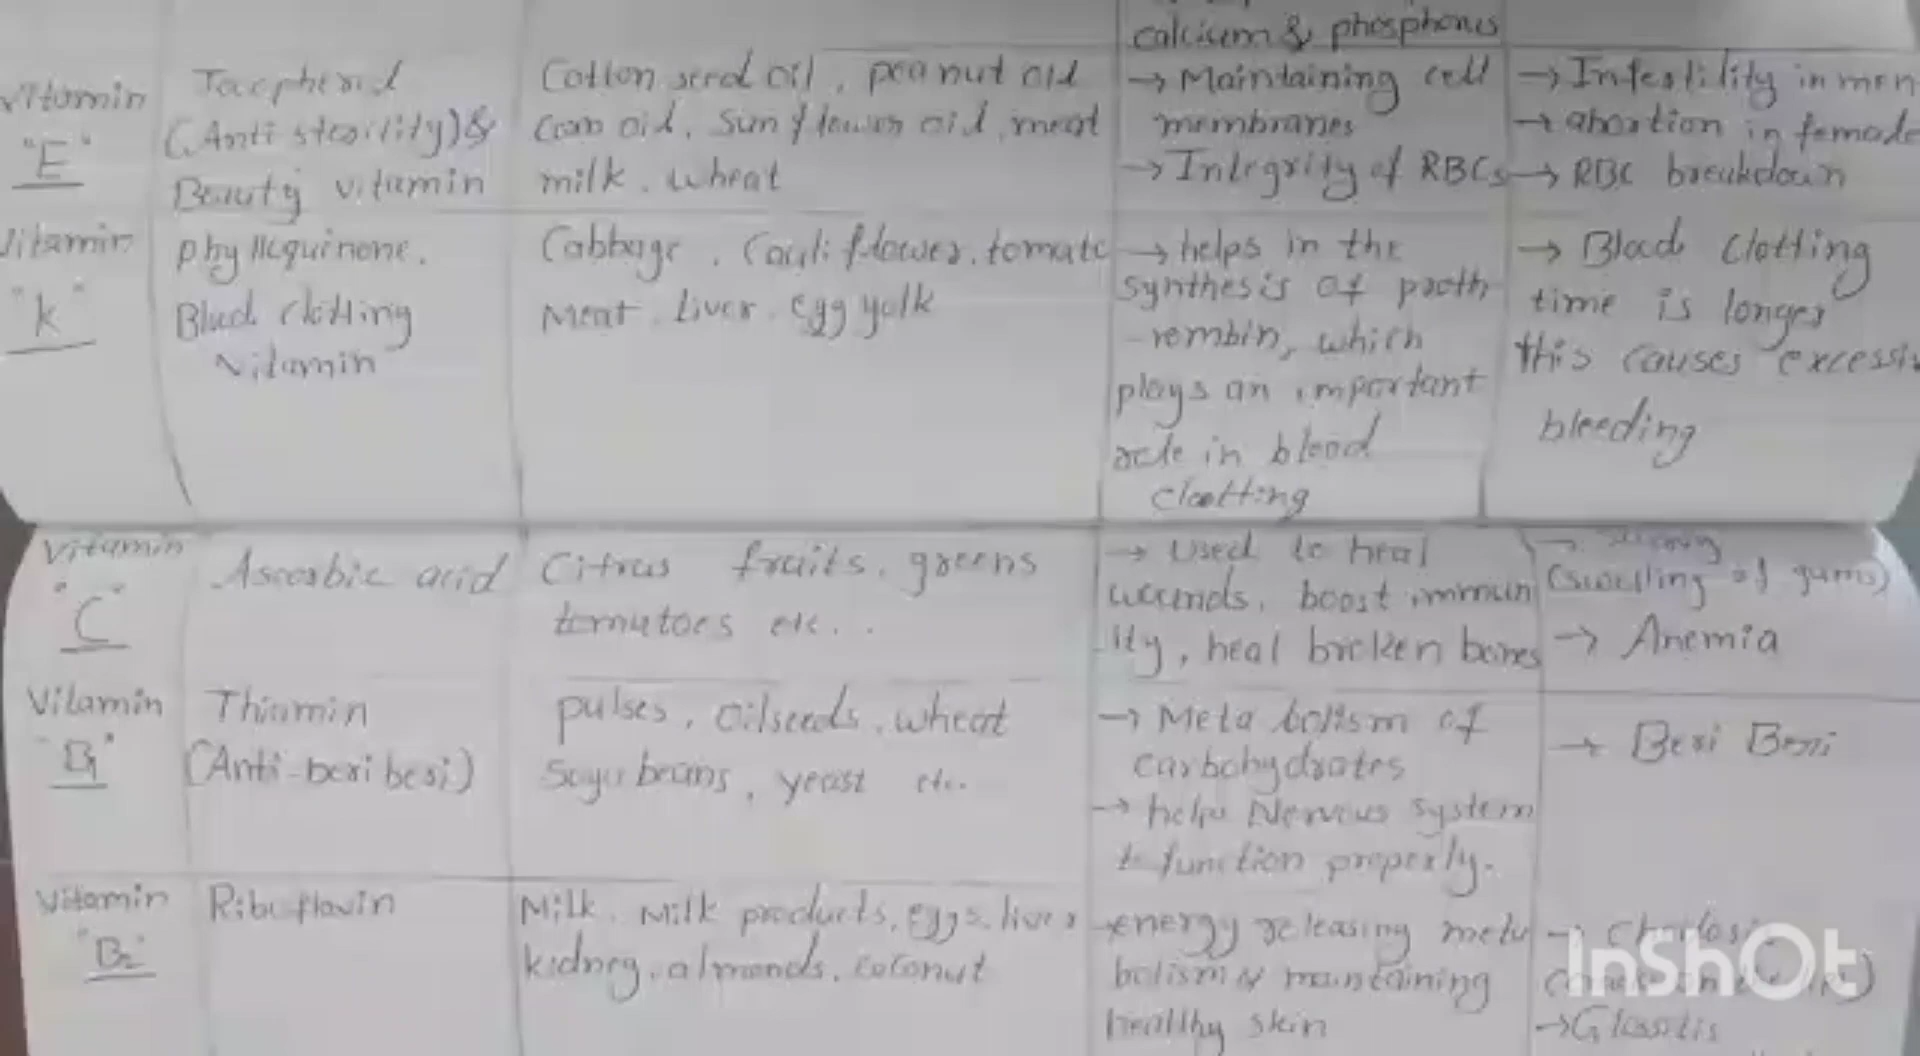 calcium & phosphorus
Vitamin
"E"
Tocpherol
(Anti sterility) &
Beauty vitamin
Cotton seed oil, peanut oil
corn oil, sunflower oil, meat
milk, wheat
→ Maintaining cell
membranes
→ Integrity of RBCs
→ Infertility in men
→ abortion in female
→ RBC breakdown
Vitamin
"K"
phyllquinone.
Blood clotting
vitamin
Cabbage, Cauliflower, tomato
Meat, Liver, egg yolk
→ helps in the
synthesis of proth
-rombin, which
plays an important
role in blood
clotting
→ Blood Clotting
time is longer
this causes excessiv
bleeding
Vitamin
"C"
Ascorbic acid
Citrus fruits, greens
tomatoes etc...
→ Used to heal
wounds, boost immun
ity, heal broken bones
(swelling of gums)
→ Anemia
Vitamin
"B1"
Thiamin
(Anti-beri beri)
pulses, oilseeds, wheat
Soyabeans, yeast etc.
→ Metabolism of
carbohydrates
→ helps Nervous system
to function properly.
→ Beri Beri
Vitamin
"B2"
Riboflavin
Milk, Milk products, eggs, liver
kidney, almonds, coconut
→ energy releasing meta
bolism & maintaining
healthy skin
→ Glossitis
InShOt